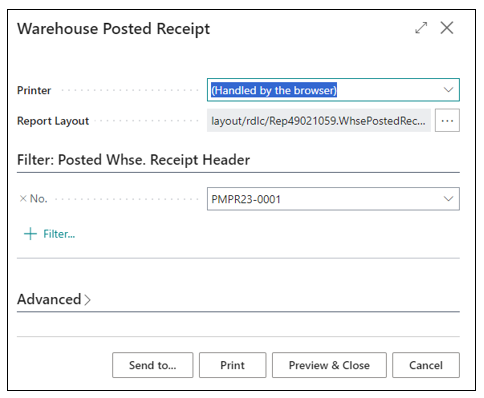 Warehouse Posted Receipt
Printer (Handled by the browser)
Report Layout layout/rdlc/Rep49021059.WhsePostedRec... ...
Filter: Posted Whse. Receipt Header
× No. PMPR23-0001
+ Filter...
Advanced >
Send to... Print Preview & Close Cancel